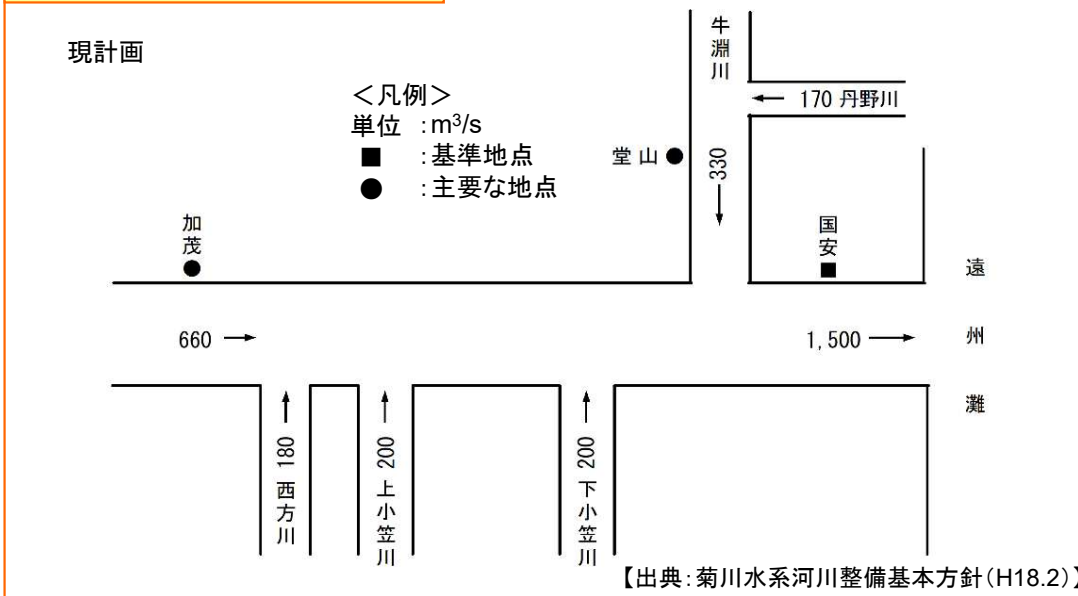 現計画
＜凡例＞
単位 ：m³/s
■ ：基準地点
● ：主要な地点
牛淵川
← 170 丹野川
堂山 ●
330 →
加茂
●
国安
■
660 →
1,500 →
遠州灘
→ 180 西方川
→ 200 上小笠川
→ 200 下小笠川
【出典：菊川水系河川整備基本方針（H18.2）】